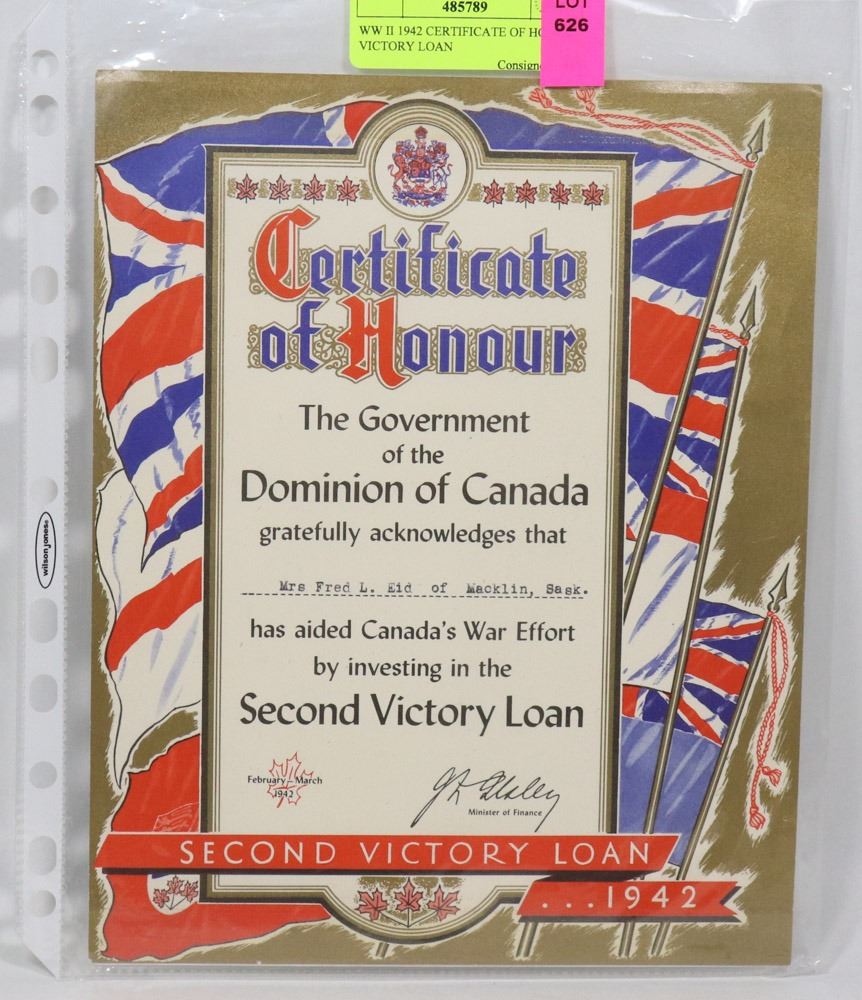 485789
LOT
626
WW II 1942 CERTIFICATE OF
VICTORY LOAN
Certificate
of Honour
The Government
of the
Dominion of Canada
gratefully acknowledges that
Mrs Fred L. Eid of Macklin, Sask.
has aided Canada's War Effort
by investing in the
Second Victory Loan
February – March
1942
Minister of Finance
SECOND VICTORY LOAN
...1942
wilson jones®